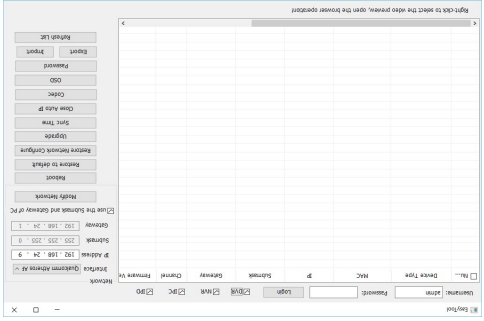 EasyTool
Username: admn Password: Login DVR NVR IPC IPD
Nu... Device Type MAC IP Submask Gateway Channel Firmware Ve
Network
Interface Qualcomm Atheros AR
IP Address 192 . 168 . 24 . 9
Submask 255 . 255 . 255 . 0
Gateway 192 . 168 . 24 . 1
use the Submask and Gateway of PC
Modify Network
Reboot
Restore to default
Restore Network Configure
Upgrade
Sync Time
Close Auto IP
Codec
OSD
Password
Export Import
Refresh List
Right-click to select the video preview, open the browser operation!